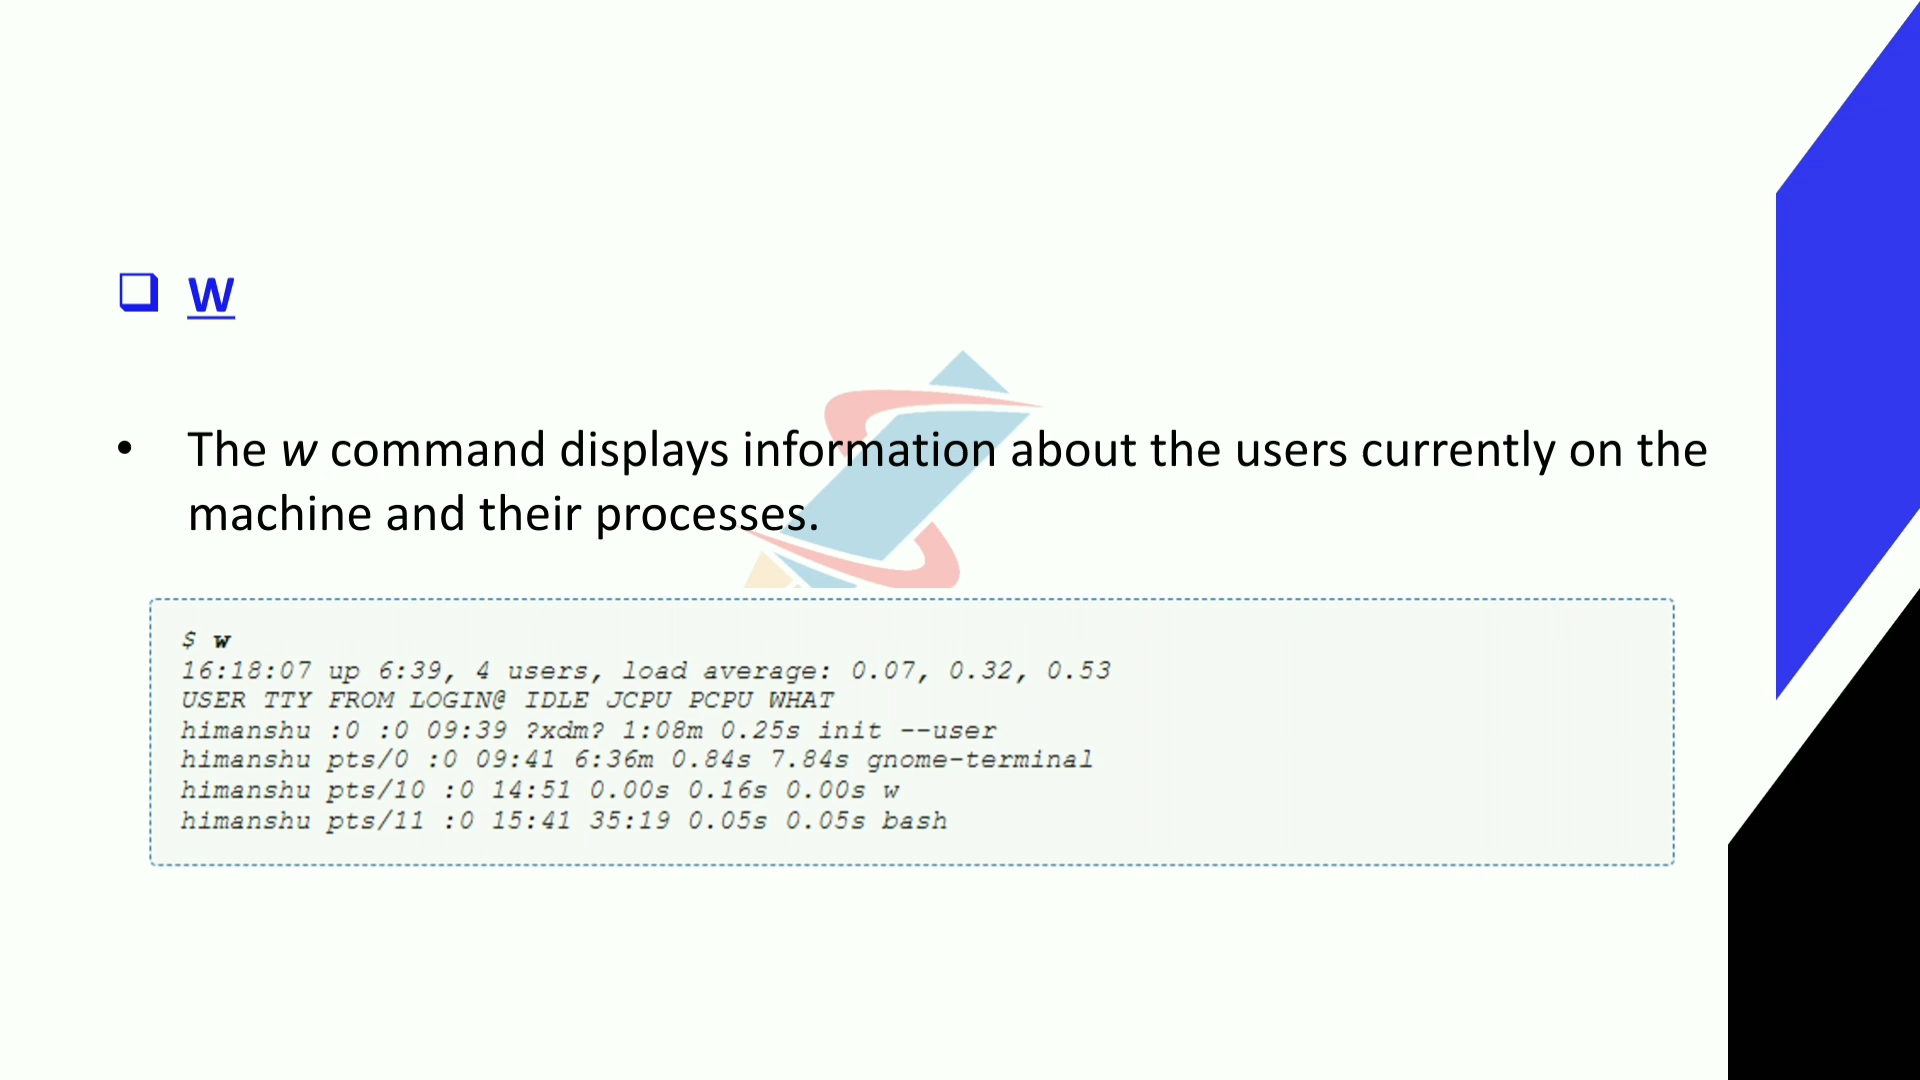 W
• The w command displays information about the users currently on the
machine and their processes.
$ w
16:18:07 up 6:39, 4 users, load average: 0.07, 0.32, 0.53
USER TTY FROM LOGIN@ IDLE JCPU PCPU WHAT
himanshu :0 :0 09:39 ?xdm? 1:08m 0.25s init --user
himanshu pts/0 :0 09:41 6:36m 0.84s 7.84s gnome-terminal
himanshu pts/10 :0 14:51 0.00s 0.16s 0.00s w
himanshu pts/11 :0 15:41 35:19 0.05s 0.05s bash